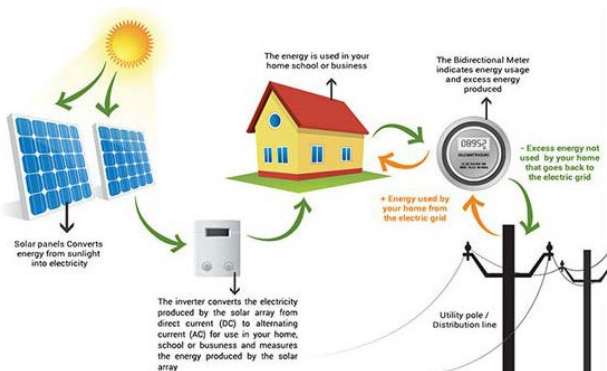 The energy is used in your
home school or business
The Bidirectional Meter
indicates energy usage
and excess energy
produced
- Excess energy not
used by your home
that goes back to
the electric grid
+ Energy used by
your home from
the electric grid
Solar panels Converts
energy from sunlight
into electricity
The inverter converts the electricity
produced by the solar array from
direct current (DC) to alternating
current (AC) for use in your home,
school or busuness and measures
the energy produced by the solar
array
Utility pole /
Distribution line